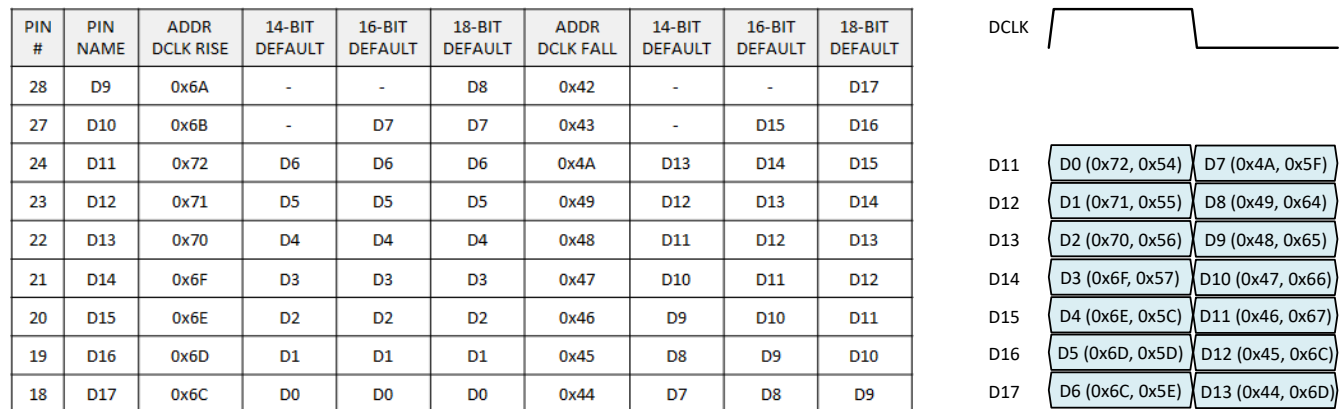 PIN # PIN NAME ADDR DCLK RISE 14-BIT DEFAULT 16-BIT DEFAULT 18-BIT DEFAULT ADDR DCLK FALL 14-BIT DEFAULT 16-BIT DEFAULT 18-BIT DEFAULT
28 D9 0x6A - - D8 0x42 - - D17
27 D10 0x6B - D7 D7 0x43 - D15 D16
24 D11 0x72 D6 D6 D6 0x4A D13 D14 D15
23 D12 0x71 D5 D5 D5 0x49 D12 D13 D14
22 D13 0x70 D4 D4 D4 0x48 D11 D12 D13
21 D14 0x6F D3 D3 D3 0x47 D10 D11 D12
20 D15 0x6E D2 D2 D2 0x46 D9 D10 D11
19 D16 0x6D D1 D1 D1 0x45 D8 D9 D10
18 D17 0x6C D0 D0 D0 0x44 D7 D8 D9
DCLK
D11 D0 (0x72, 0x54) D7 (0x4A, 0x5F)
D12 D1 (0x71, 0x55) D8 (0x49, 0x64)
D13 D2 (0x70, 0x56) D9 (0x48, 0x65)
D14 D3 (0x6F, 0x57) D10 (0x47, 0x66)
D15 D4 (0x6E, 0x5C) D11 (0x46, 0x67)
D16 D5 (0x6D, 0x5D) D12 (0x45, 0x6C)
D17 D6 (0x6C, 0x5E) D13 (0x44, 0x6D)